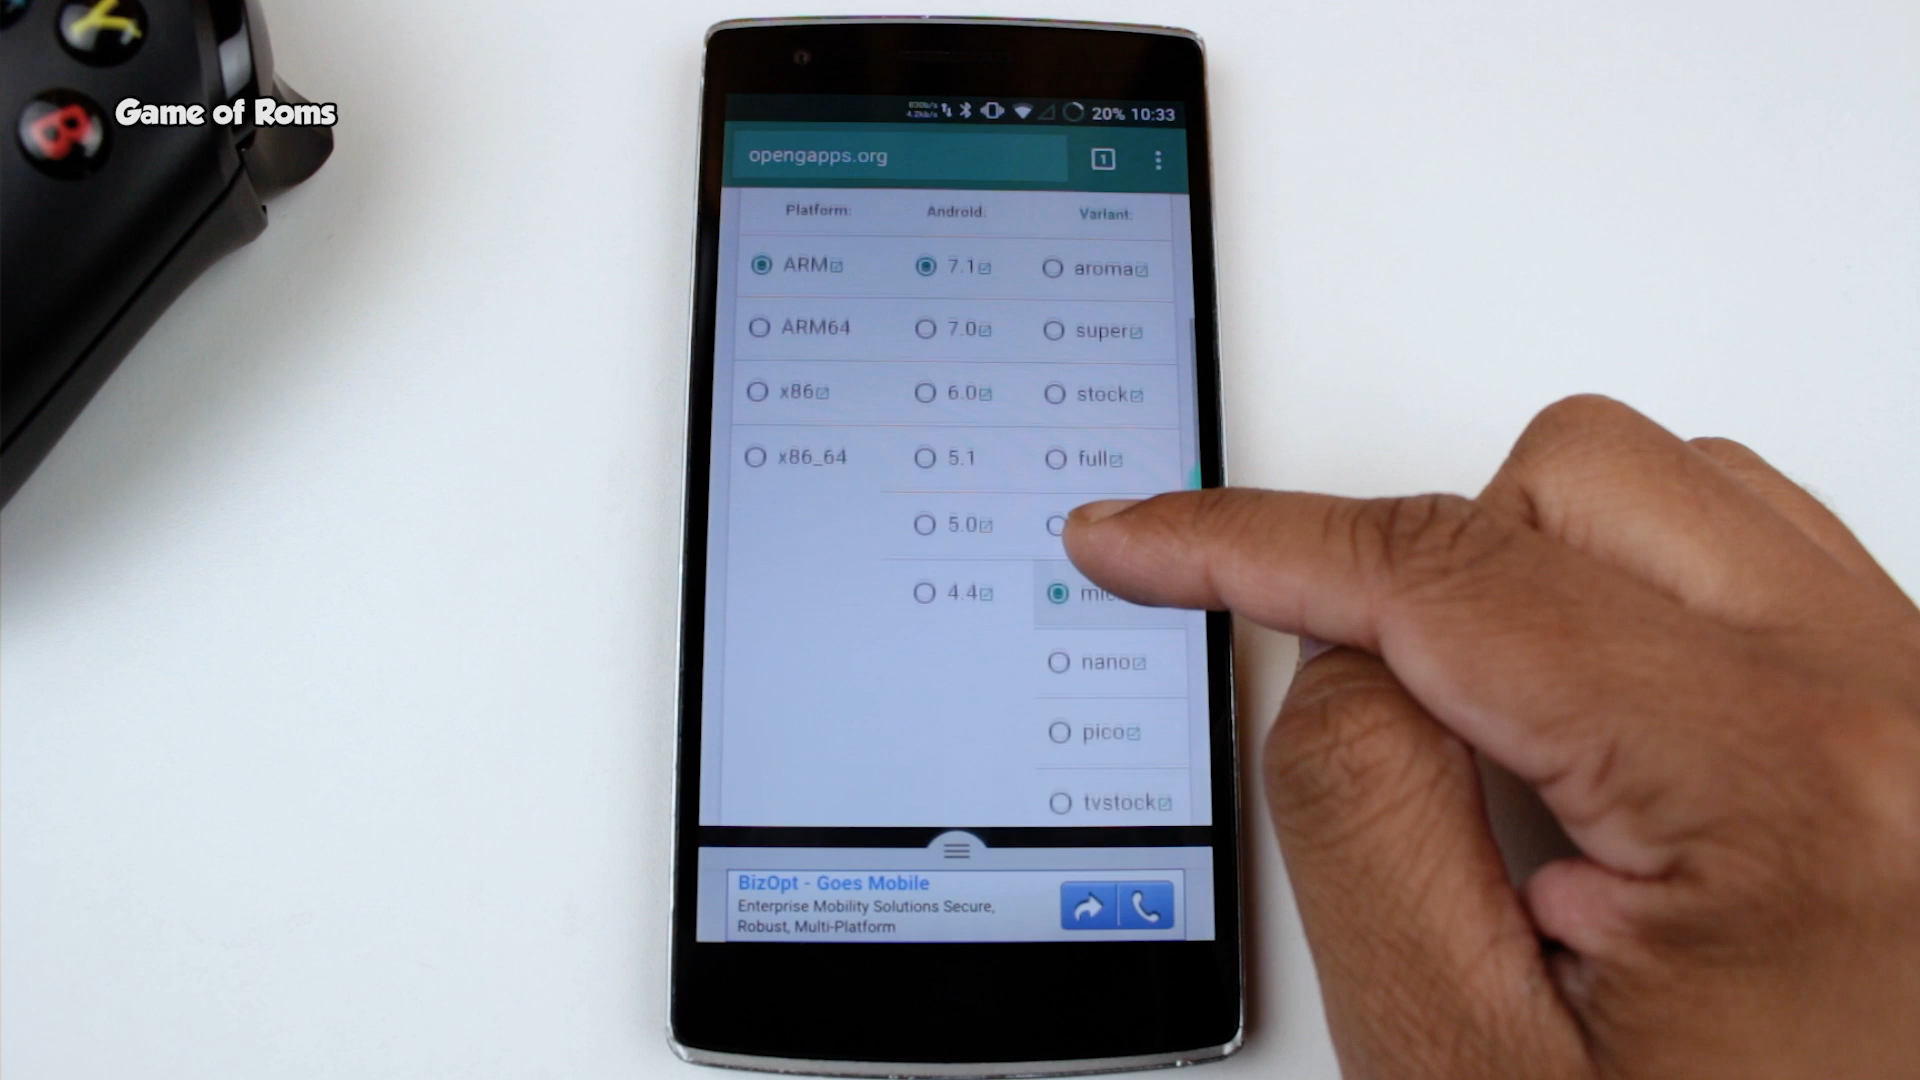 Y
B
Game of Roms
20% 10:33
opengapps.org
1
Platform: Android: Variant:
ARM 7.1 aroma
ARM64 7.0 super
x86 6.0 stock
x86_64 5.1 full
5.0
4.4
nano
pico
tvstock
BizOpt - Goes Mobile
Enterprise Mobility Solutions Secure,
Robust, Multi-Platform